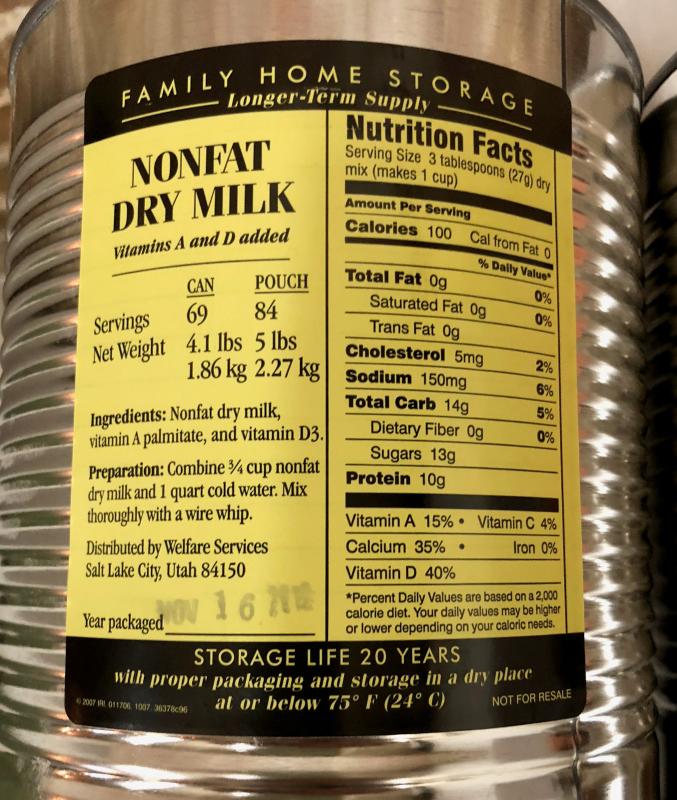 FAMILY HOME STORAGE
Longer-Term Supply
NONFAT
DRY MILK
Vitamins A and D added
CAN POUCH
Servings 69 84
Net Weight 4.1 lbs 5 lbs
1.86 kg 2.27 kg
Ingredients: Nonfat dry milk,
vitamin A palmitate, and vitamin D3.
Preparation: Combine ¾ cup nonfat
dry milk and 1 quart cold water. Mix
thoroughly with a wire whip.
Distributed by Welfare Services
Salt Lake City, Utah 84150
Year packaged NOV 16
Nutrition Facts
Serving Size 3 tablespoons (27g) dry
mix (makes 1 cup)
Amount Per Serving
Calories 100 Cal from Fat 0
% Daily Value*
Total Fat 0g 0%
Saturated Fat 0g 0%
Trans Fat 0g
Cholesterol 5mg 2%
Sodium 150mg 6%
Total Carb 14g 5%
Dietary Fiber 0g 0%
Sugars 13g
Protein 10g
Vitamin A 15% • Vitamin C 4%
Calcium 35% • Iron 0%
Vitamin D 40%
*Percent Daily Values are based on a 2,000
calorie diet. Your daily values may be higher
or lower depending on your caloric needs.
STORAGE LIFE 20 YEARS
with proper packaging and storage in a dry place
at or below 75° F (24° C)
© 2007 IRI. 011706. 1007. 36378c96
NOT FOR RESALE